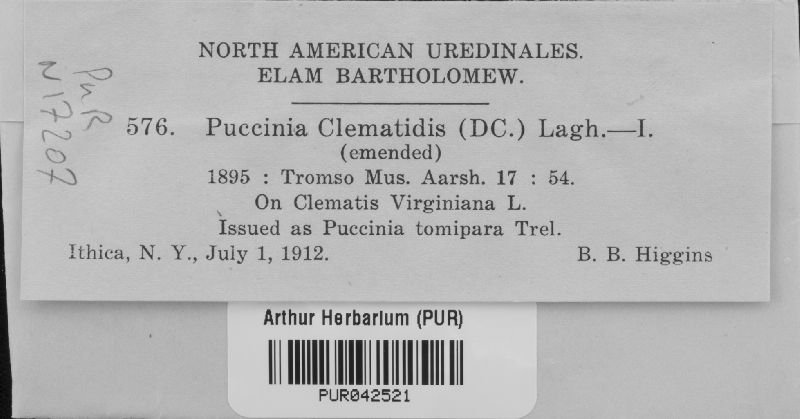 NORTH AMERICAN UREDINALES.
ELAM BARTHOLOMEW.
576. Puccinia Clematidis (DC.) Lagh.—I.
(emended)
1895 : Tromso Mus. Aarsh. 17 : 54.
On Clematis Virginiana L.
Issued as Puccinia tomipara Trel.
Ithica, N. Y., July 1, 1912. B. B. Higgins
PuR
N17207
Arthur Herbarium (PUR)
PUR042521